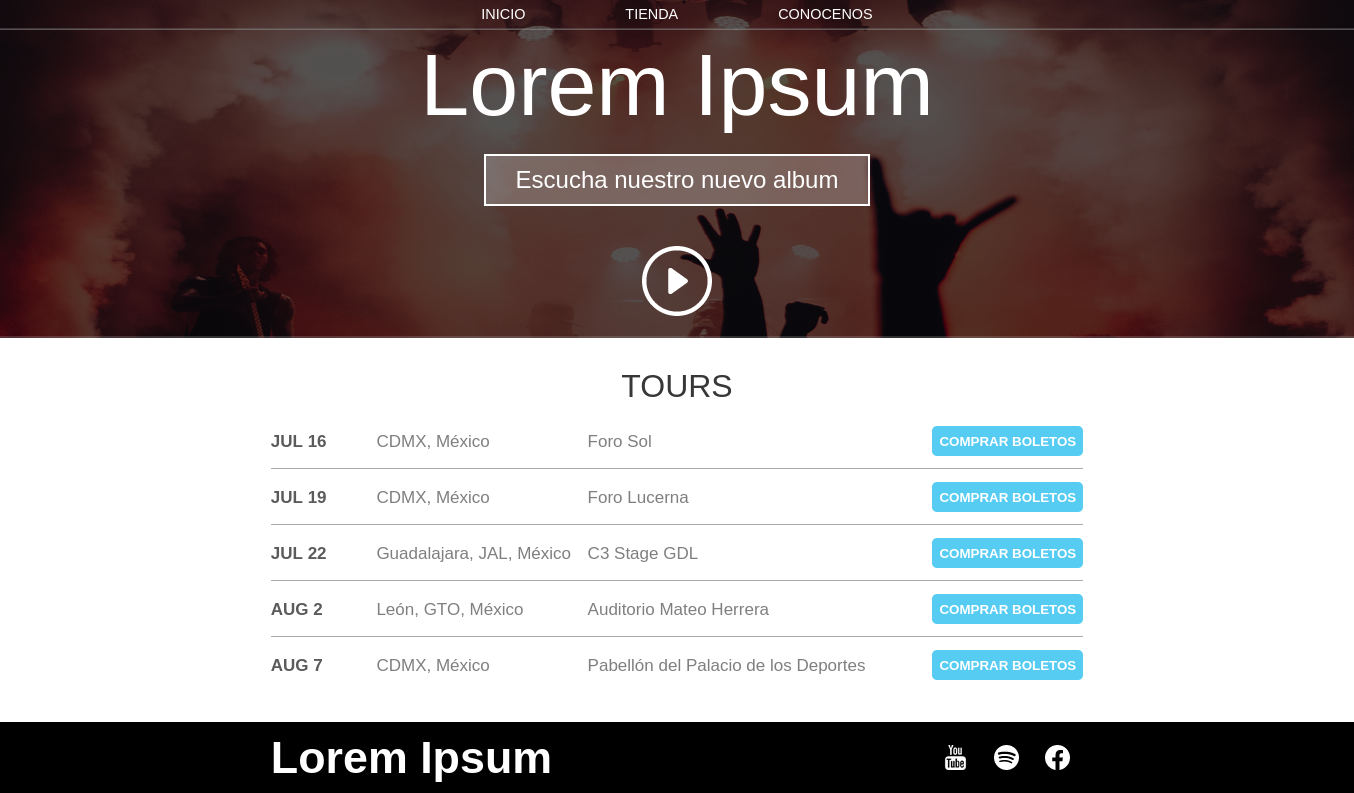 INICIO TIENDA CONOCENOS
Lorem Ipsum
Escucha nuestro nuevo album
TOURS
JUL 16 CDMX, México Foro Sol COMPRAR BOLETOS
JUL 19 CDMX, México Foro Lucerna COMPRAR BOLETOS
JUL 22 Guadalajara, JAL, México C3 Stage GDL COMPRAR BOLETOS
AUG 2 León, GTO, México Auditorio Mateo Herrera COMPRAR BOLETOS
AUG 7 CDMX, México Pabellón del Palacio de los Deportes COMPRAR BOLETOS
Lorem Ipsum You Tube